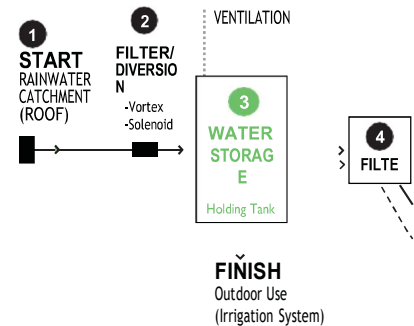 1
START
RAINWATER
CATCHMENT
(ROOF)
2
FILTER/
DIVERSIO
N
-Vortex
-Solenoid
VENTILATION
3
WATER
STORAG
E
Holding Tank
4
FILTE
FINISH
Outdoor Use
(Irrigation System)